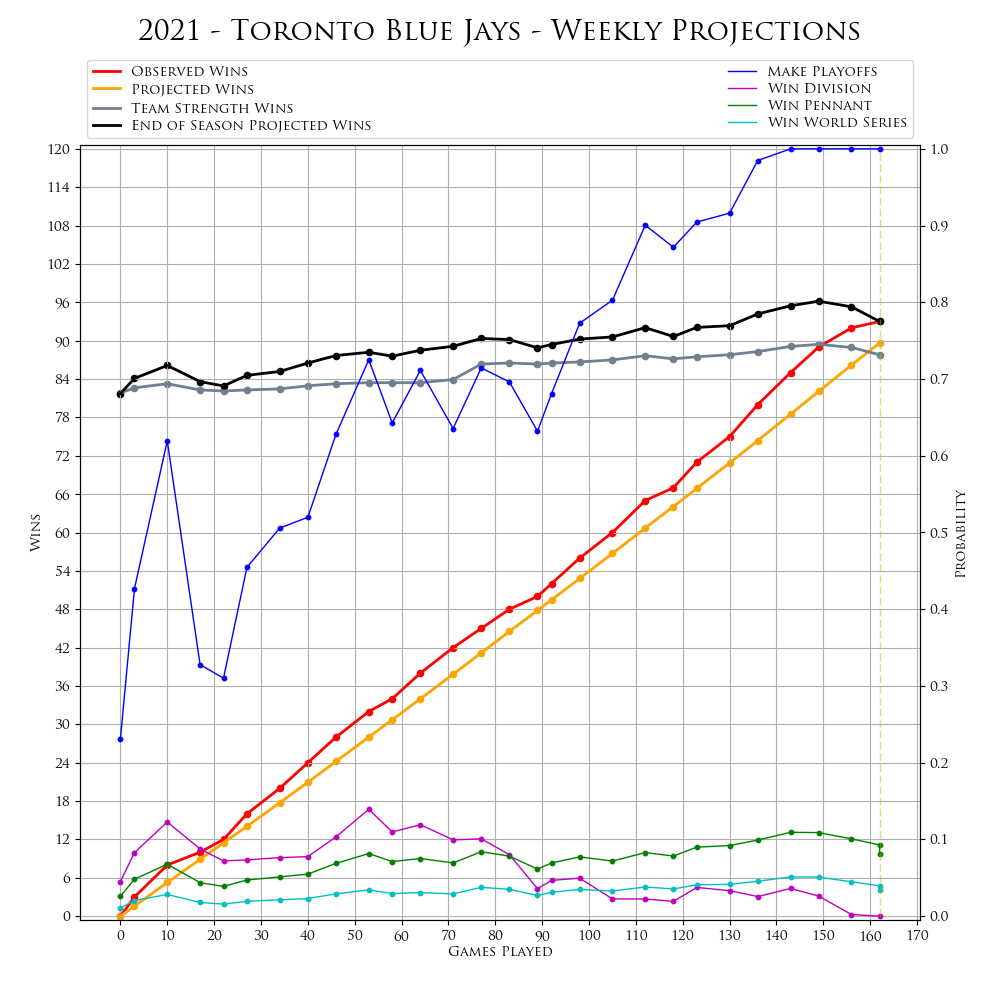 2021 - Toronto Blue Jays - Weekly Projections
Observed Wins
Projected Wins
Team Strength Wins
End of Season Projected Wins
Make Playoffs
Win Division
Win Pennant
Win World Series
120
114
108
102
96
90
84
78
72
66
60
54
48
42
36
30
24
18
12
6
0
Wins
1.0
0.9
0.8
0.7
0.6
0.5
0.4
0.3
0.2
0.1
0.0
Probability
0 10 20 30 40 50 60 70 80 90 100 110 120 130 140 150 160 170
Games Played